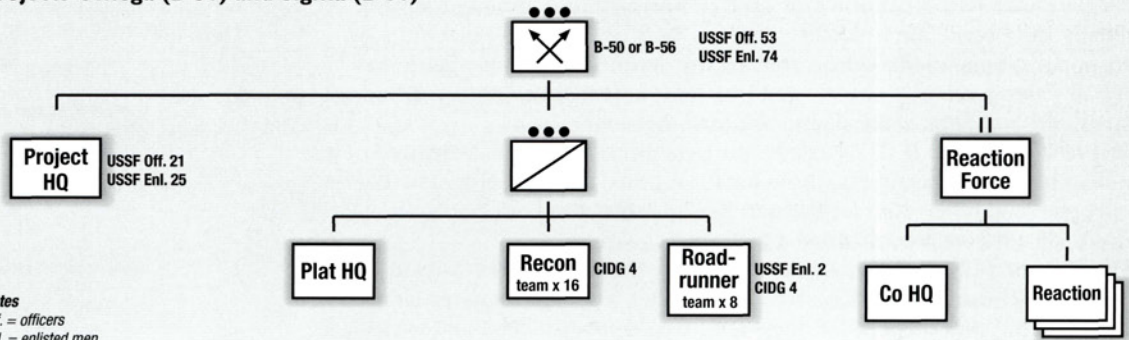 B-50 or B-56
USSF Off. 53
USSF Enl. 74
Project
HQ
USSF Off. 21
USSF Enl. 25
Reaction
Force
Plat HQ
Recon
team x 16
CIDG 4
Road-
runner
team x 8
USSF Enl. 2
CIDG 4
Co HQ
Reaction
= officers
= enlisted men